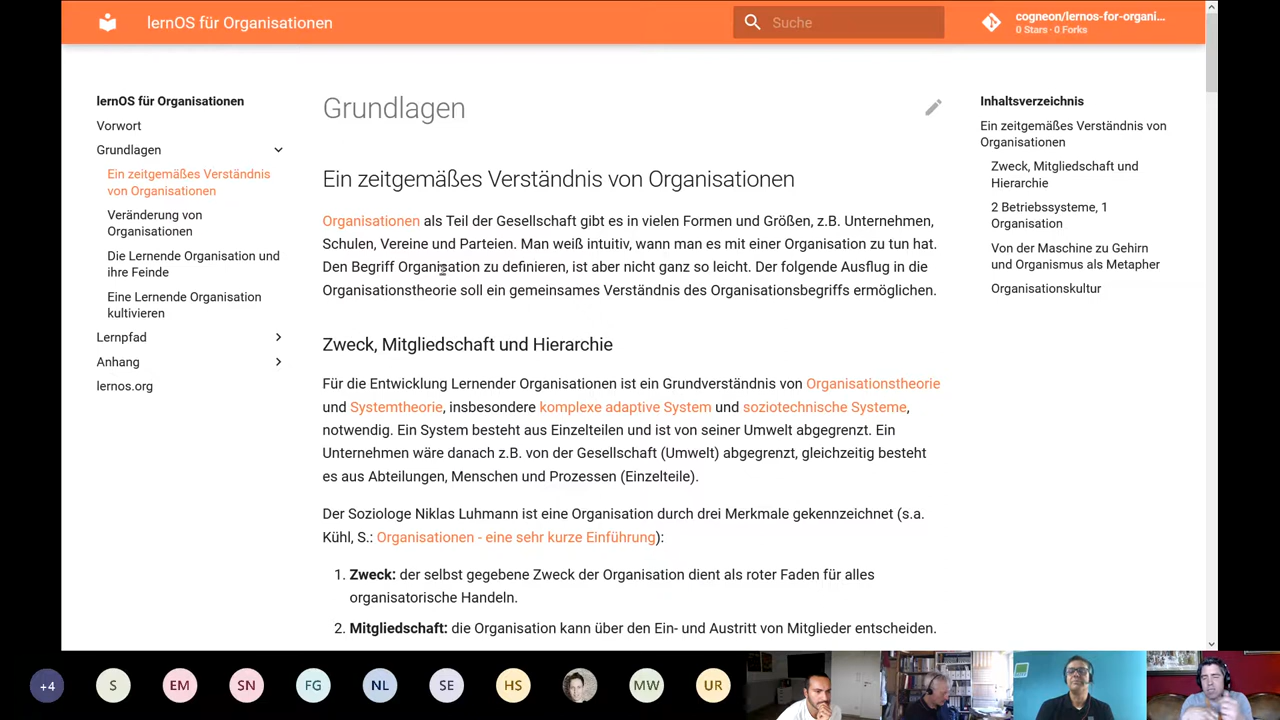 lernOS für Organisationen
Suche
cogneon/lernos-for-organi...
0 Stars · 0 Forks
lernOS für Organisationen
Vorwort
Grundlagen
Ein zeitgemäßes Verständnis
von Organisationen
Veränderung von
Organisationen
Die Lernende Organisation und
ihre Feinde
Eine Lernende Organisation
kultivieren
Lernpfad
Anhang
lernos.org
Grundlagen
Ein zeitgemäßes Verständnis von Organisationen
Organisationen als Teil der Gesellschaft gibt es in vielen Formen und Größen, z.B. Unternehmen,
Schulen, Vereine und Parteien. Man weiß intuitiv, wann man es mit einer Organisation zu tun hat.
Den Begriff Organisation zu definieren, ist aber nicht ganz so leicht. Der folgende Ausflug in die
Organisationstheorie soll ein gemeinsames Verständnis des Organisationsbegriffs ermöglichen.
Zweck, Mitgliedschaft und Hierarchie
Für die Entwicklung Lernender Organisationen ist ein Grundverständnis von Organisationstheorie
und Systemtheorie, insbesondere komplexe adaptive System und soziotechnische Systeme,
notwendig. Ein System besteht aus Einzelteilen und ist von seiner Umwelt abgegrenzt. Ein
Unternehmen wäre danach z.B. von der Gesellschaft (Umwelt) abgegrenzt, gleichzeitig besteht
es aus Abteilungen, Menschen und Prozessen (Einzelteile).
Der Soziologe Niklas Luhmann ist eine Organisation durch drei Merkmale gekennzeichnet (s.a.
Kühl, S.: Organisationen - eine sehr kurze Einführung):
1. Zweck: der selbst gegebene Zweck der Organisation dient als roter Faden für alles
organisatorische Handeln.
2. Mitgliedschaft: die Organisation kann über den Ein- und Austritt von Mitglieder entscheiden.
Inhaltsverzeichnis
Ein zeitgemäßes Verständnis von
Organisationen
Zweck, Mitgliedschaft und
Hierarchie
2 Betriebssysteme, 1
Organisation
Von der Maschine zu Gehirn
und Organismus als Metapher
Organisationskultur
+4
S
EM
SN
FG
NL
SE
HS
MW
UR